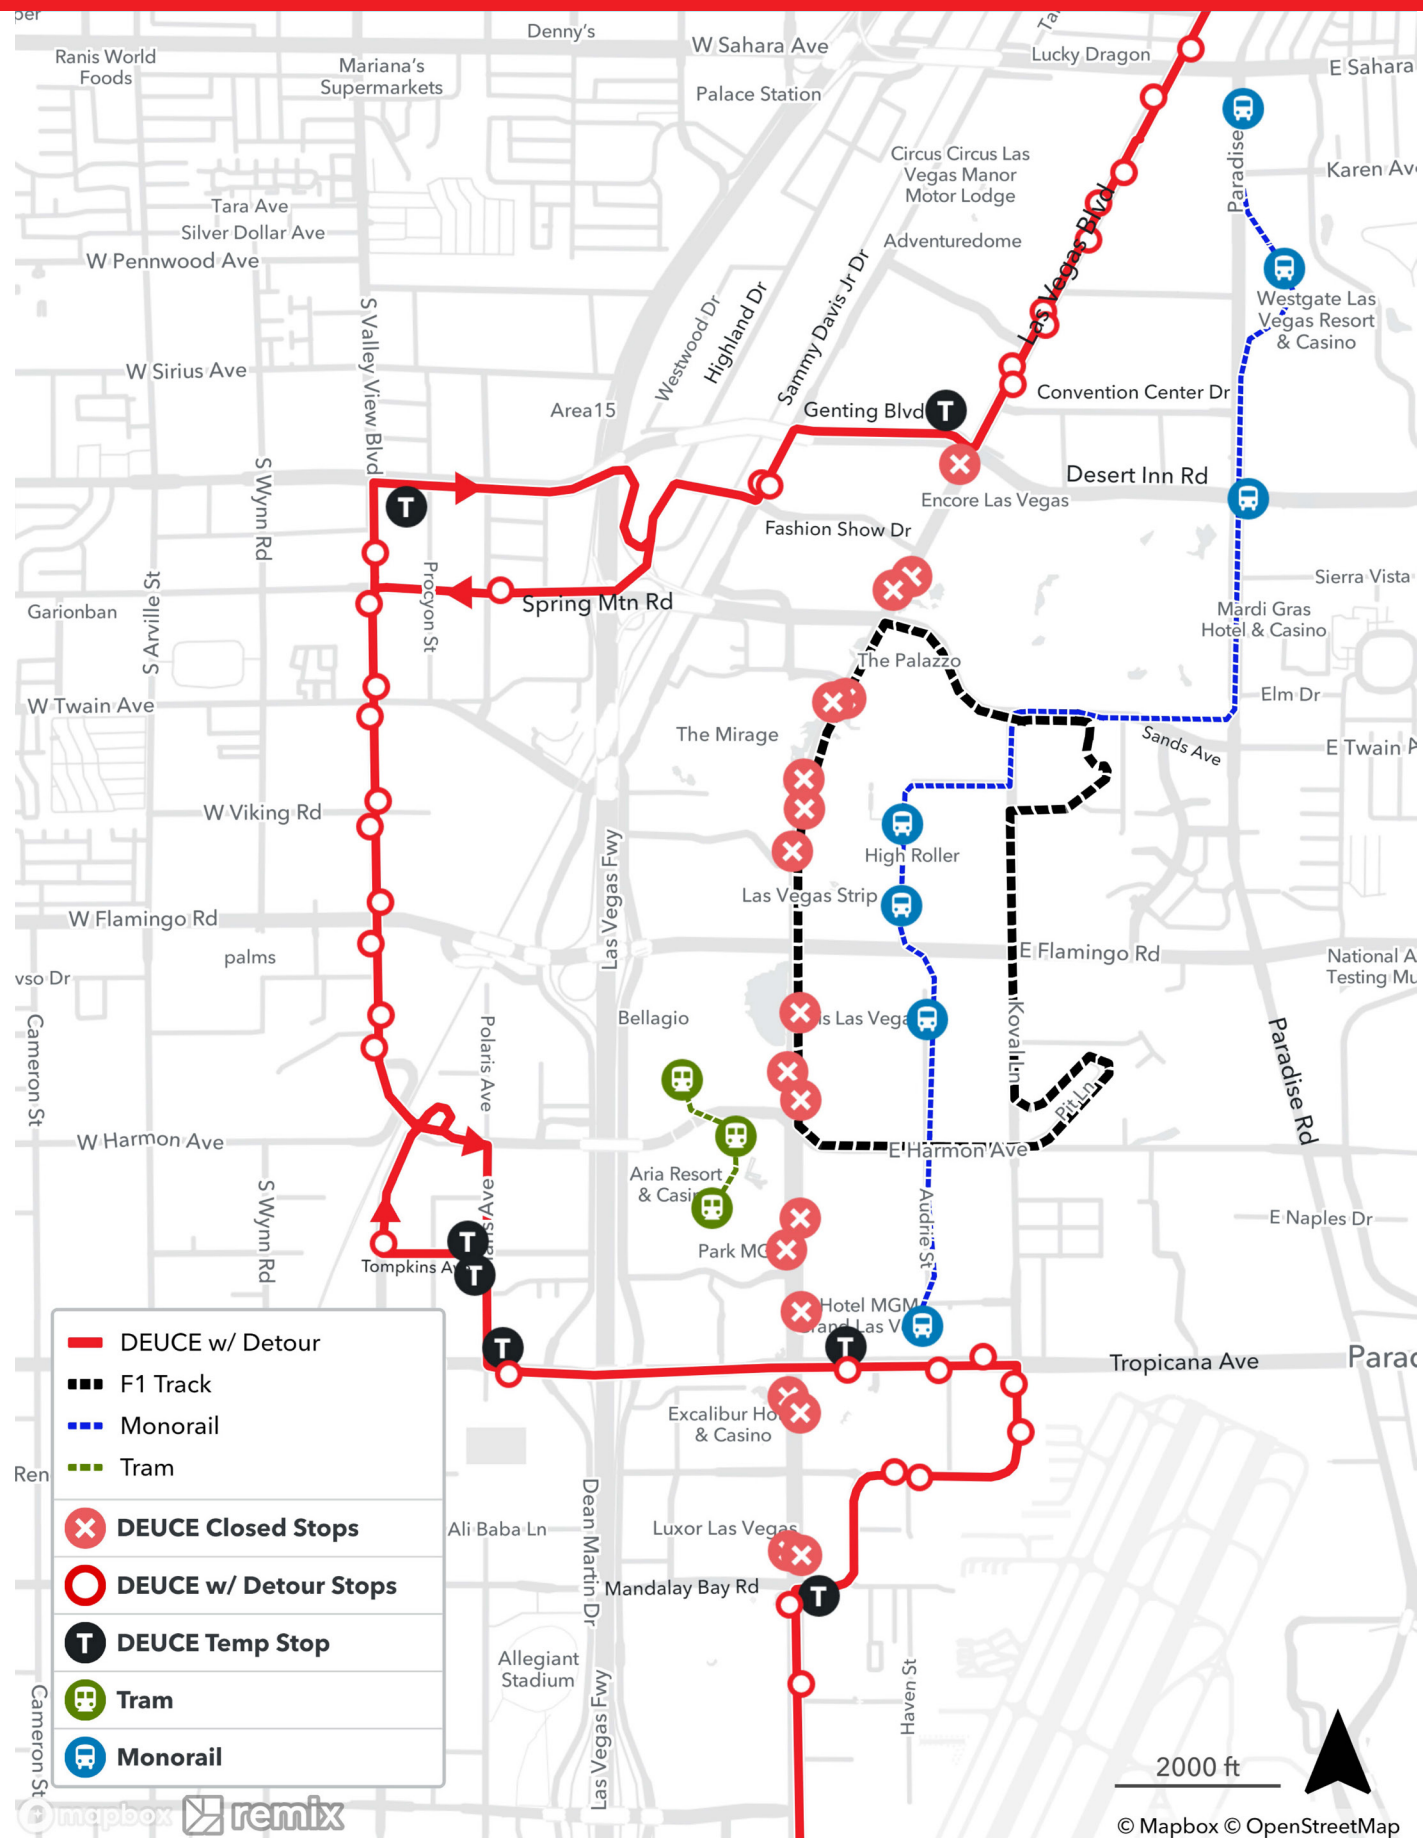 Denny's
W Sahara Ave
Lucky Dragon
E Sahara
Ranis World
Foods
Mariana's
Supermarkets
Palace Station
Circus Circus Las
Vegas Manor
Motor Lodge
Paradise
Karen Ave
Tara Ave
Silver Dollar Ave
W Pennwood Ave
Adventuredome
Las Vegas Blvd
Westgate Las
Vegas Resort
& Casino
S Valley View Blvd
Westwood Dr
Highland Dr
Sammy Davis Jr Dr
W Sirius Ave
Area15
Genting Blvd
T
Convention Center Dr
Desert Inn Rd
Encore Las Vegas
S Wynn Rd
T
Fashion Show Dr
S Arville St
Procyon St
Spring Mtn Rd
Garionban
Sierra Vista
Mardi Gras
Hotel & Casino
The Palazzo
Elm Dr
W Twain Ave
The Mirage
Sands Ave
E Twain
W Viking Rd
High Roller
Las Vegas Fwy
Las Vegas Strip
W Flamingo Rd
palms
E Flamingo Rd
National
Testing
vso Dr
Cameron St
Polaris Ave
Bellagio
is Las Vega
Koval Ln
Paradise Rd
Pit Ln
W Harmon Ave
E Harmon Ave
Aria Resort
& Casi
S Wynn Rd
Audrie St
E Naples Dr
T
Park MG
Tompkins
T
Hotel MGM
Grand Las V
T
T
Tropicana Ave
Parad
DEUCE w/ Detour
F1 Track
Monorail
Tram
DEUCE Closed Stops
DEUCE w/ Detour Stops
T DEUCE Temp Stop
Tram
Monorail
Excalibur Ho
& Casino
Ren
Ali Baba Ln
Dean Martin Dr
Luxor Las Vegas
Mandalay Bay Rd
T
Allegiant
Stadium
Haven St
Cameron St
Las Vegas Fwy
2000 ft
mapbox
remix
© Mapbox © OpenStreetMap